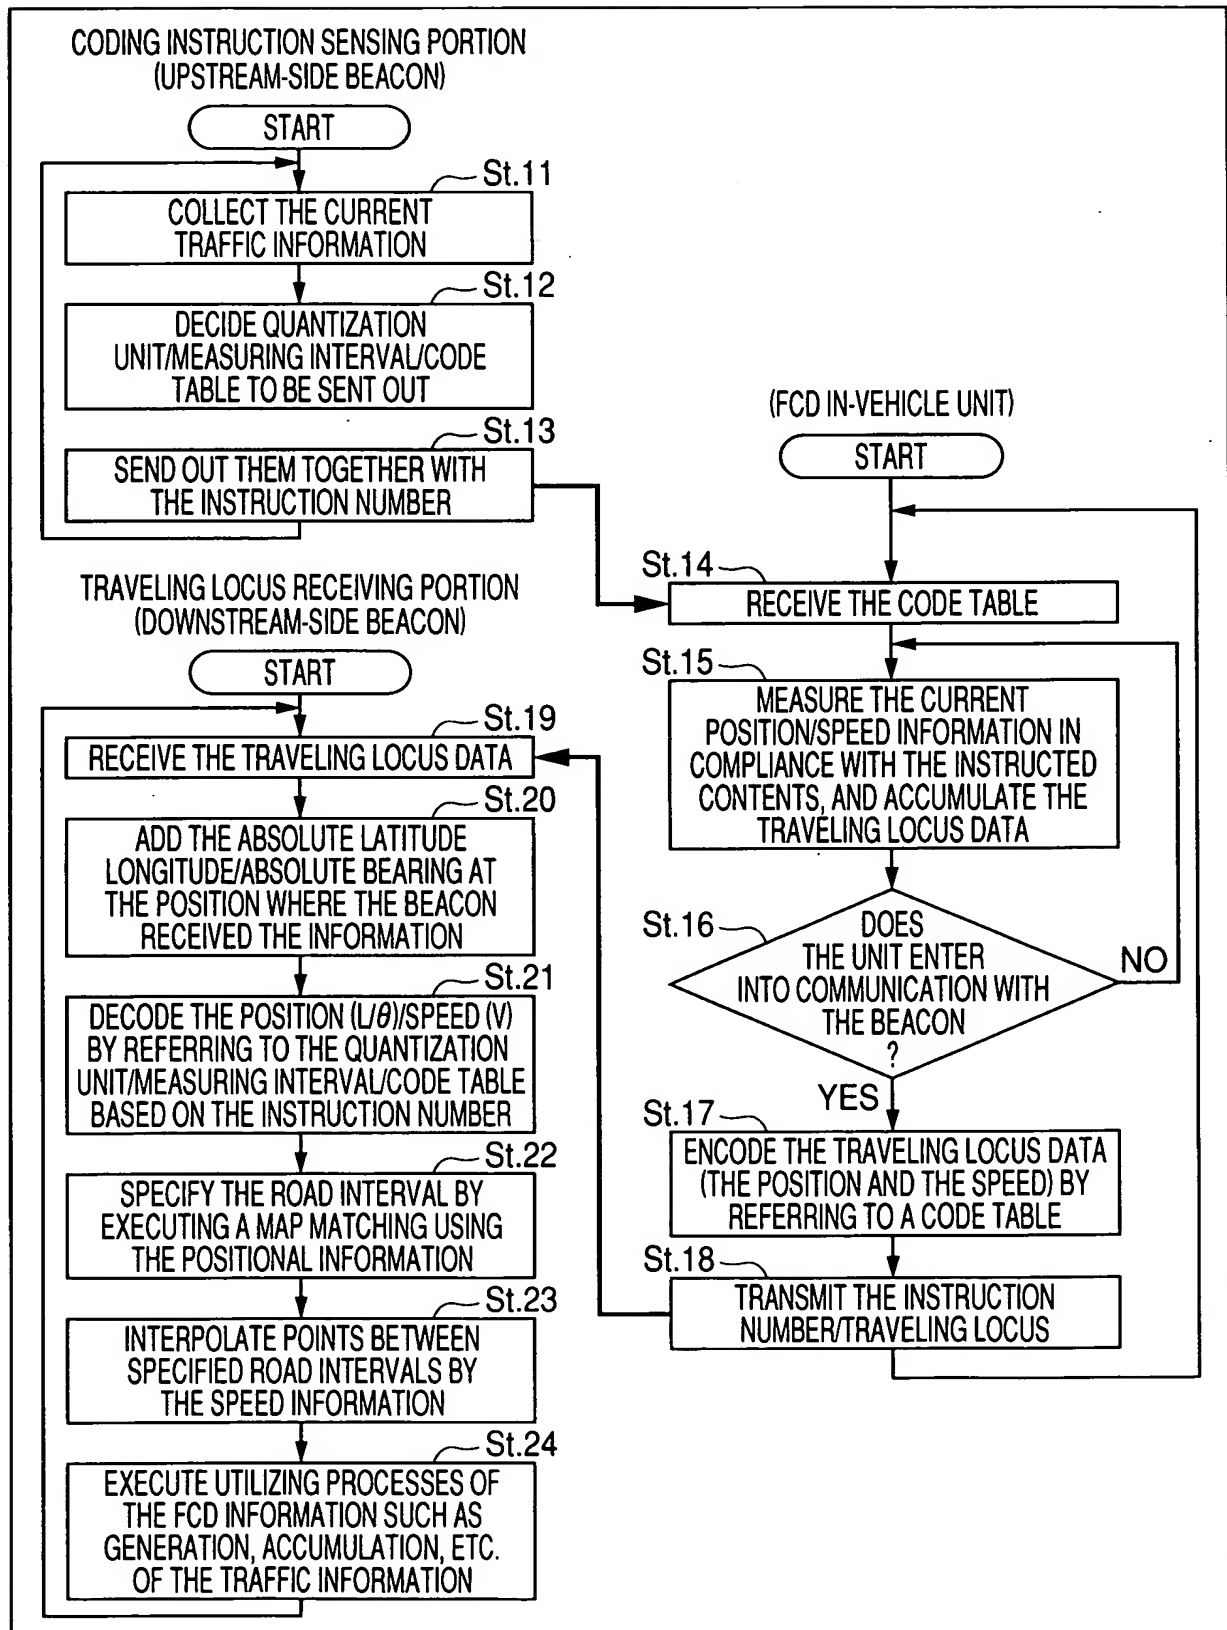 CODING INSTRUCTION SENSING PORTION
(UPSTREAM-SIDE BEACON)
START
St.11
COLLECT THE CURRENT
TRAFFIC INFORMATION
St.12
DECIDE QUANTIZATION
UNIT/MEASURING INTERVAL/CODE
TABLE TO BE SENT OUT
St.13
SEND OUT THEM TOGETHER WITH
THE INSTRUCTION NUMBER
TRAVELING LOCUS RECEIVING PORTION
(DOWNSTREAM-SIDE BEACON)
START
St.19
RECEIVE THE TRAVELING LOCUS DATA
St.20
ADD THE ABSOLUTE LATITUDE
LONGITUDE/ABSOLUTE BEARING AT
THE POSITION WHERE THE BEACON
RECEIVED THE INFORMATION
St.21
DECODE THE POSITION (L/θ)/SPEED (V)
BY REFERRING TO THE QUANTIZATION
UNIT/MEASURING INTERVAL/CODE TABLE
BASED ON THE INSTRUCTION NUMBER
St.22
SPECIFY THE ROAD INTERVAL BY
EXECUTING A MAP MATCHING USING
THE POSITIONAL INFORMATION
St.23
INTERPOLATE POINTS BETWEEN
SPECIFIED ROAD INTERVALS BY
THE SPEED INFORMATION
St.24
EXECUTE UTILIZING PROCESSES OF
THE FCD INFORMATION SUCH AS
GENERATION, ACCUMULATION, ETC.
OF THE TRAFFIC INFORMATION
(FCD IN-VEHICLE UNIT)
START
St.14
RECEIVE THE CODE TABLE
St.15
MEASURE THE CURRENT
POSITION/SPEED INFORMATION IN
COMPLIANCE WITH THE INSTRUCTED
CONTENTS, AND ACCUMULATE THE
TRAVELING LOCUS DATA
St.16
DOES
THE UNIT ENTER
INTO COMMUNICATION WITH
THE BEACON
?
NO
YES
St.17
ENCODE THE TRAVELING LOCUS DATA
(THE POSITION AND THE SPEED) BY
REFERRING TO A CODE TABLE
St.18
TRANSMIT THE INSTRUCTION
NUMBER/TRAVELING LOCUS